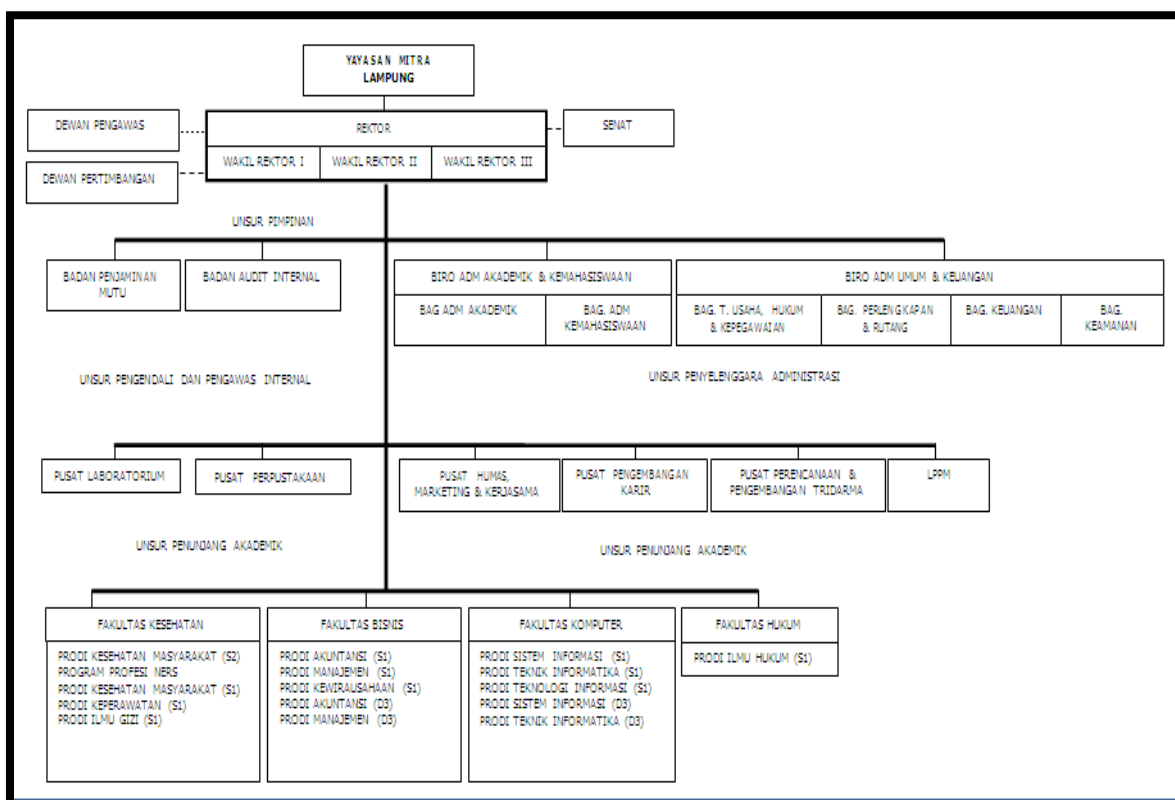 YAYASAN MITRA
LAMPUNG
DEWAN PENGAWAS
REKTOR
SENAT
WAKIL REKTOR I
WAKIL REKTOR II
WAKIL REKTOR III
DEWAN PERTIMBANGAN
UNSUR PIMPINAN
BADAN PENJAMINAN
MUTU
BADAN AUDIT INTERNAL
BIRO ADM AKADEMIK & KEMAHASISWAAN
BAG ADM AKADEMIK
BAG. ADM
KEMAHASISWAAN
BIRO ADM UMUM & KEUANGAN
BAG. T. USAHA, HUKUM
& KEPEGAWAIAN
BAG. PERLENGKAPAN
& RUTANG
BAG. KEUANGAN
BAG.
KEAMANAN
UNSUR PENGENDALI DAN PENGAWAS INTERNAL
UNSUR PENYELENGGARA ADMINISTRASI
PUSAT LABORATORIUM
PUSAT PERPUSTAKAAN
PUSAT HUMAS,
MARKETING & KERJASAMA
PUSAT PENGEMBANGAN
KARIR
PUSAT PERENCANAAN &
PENGEMBANGAN TRIDARMA
LPPM
UNSUR PENUNJANG AKADEMIK
UNSUR PENUNJANG AKADEMIK
FAKULTAS KESEHATAN
PRODI KESEHATAN MASYARAKAT (S2)
PROGRAM PROFESI NERS
PRODI KESEHATAN MASYARAKAT (S1)
PRODI KEPERAWATAN (S1)
PRODI ILMU GIZI (S1)
FAKULTAS BISNIS
PRODI AKUNTANSI (S1)
PRODI MANAJEMEN (S1)
PRODI KEWIRAUSAHAAN (S1)
PRODI AKUNTANSI (D3)
PRODI MANAJEMEN (D3)
FAKULTAS KOMPUTER
PRODI SISTEM INFORMASI (S1)
PRODI TEKNIK INFORMATIKA (S1)
PRODI TEKNOLOGI INFORMASI (S1)
PRODI SISTEM INFORMASI (D3)
PRODI TEKNIK INFORMATIKA (D3)
FAKULTAS HUKUM
PRODI ILMU HUKUM (S1)